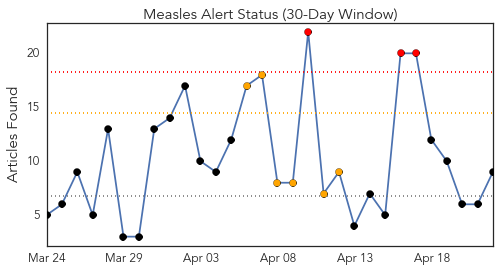 Measles Alert Status (30-Day Window)
Articles Found
20
15
10
5
Mar 24 Mar 29 Apr 03 Apr 08 Apr 13 Apr 18